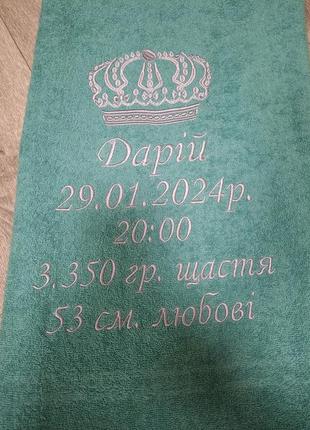 Дарій
29.01.2024р.
20:00
3.350 гр. щастя
53 см. любові